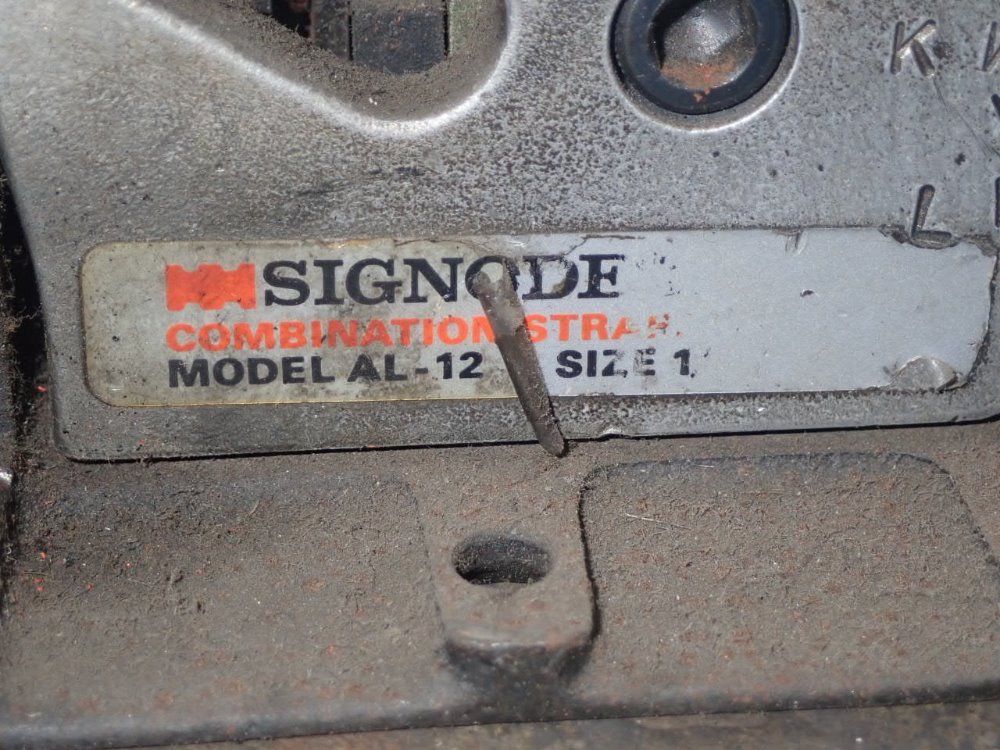 K
L
SIGNODE
COMBINATION
MODEL AL-12 SIZE 1